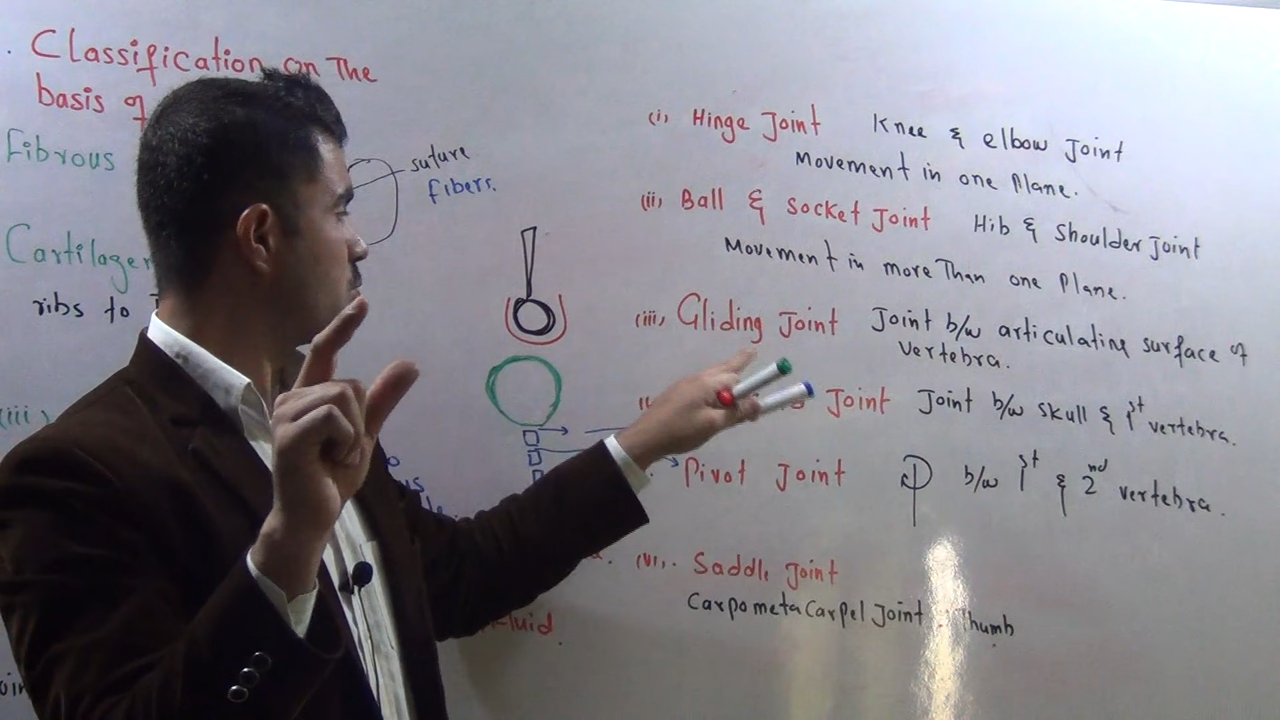 Classification on The
basis of
Fibrous
suture
fibers.
Cartilage
ribs to
(iii)
Fluid.
(i) Hinge Joint Knee & elbow Joint
Movement in one Plane.
(ii) Ball & socket Joint Hib & Shoulder Joint
Movement in more Than one Plane.
(iii) Gliding Joint Joint b/w articulating surface of
vertebra.
Joint Joint b/w skull & 1st vertebra.
Pivot Joint b/w 1st & 2nd vertebra.
(vi). Saddle Joint
CarpometaCarpel Joint Thumb